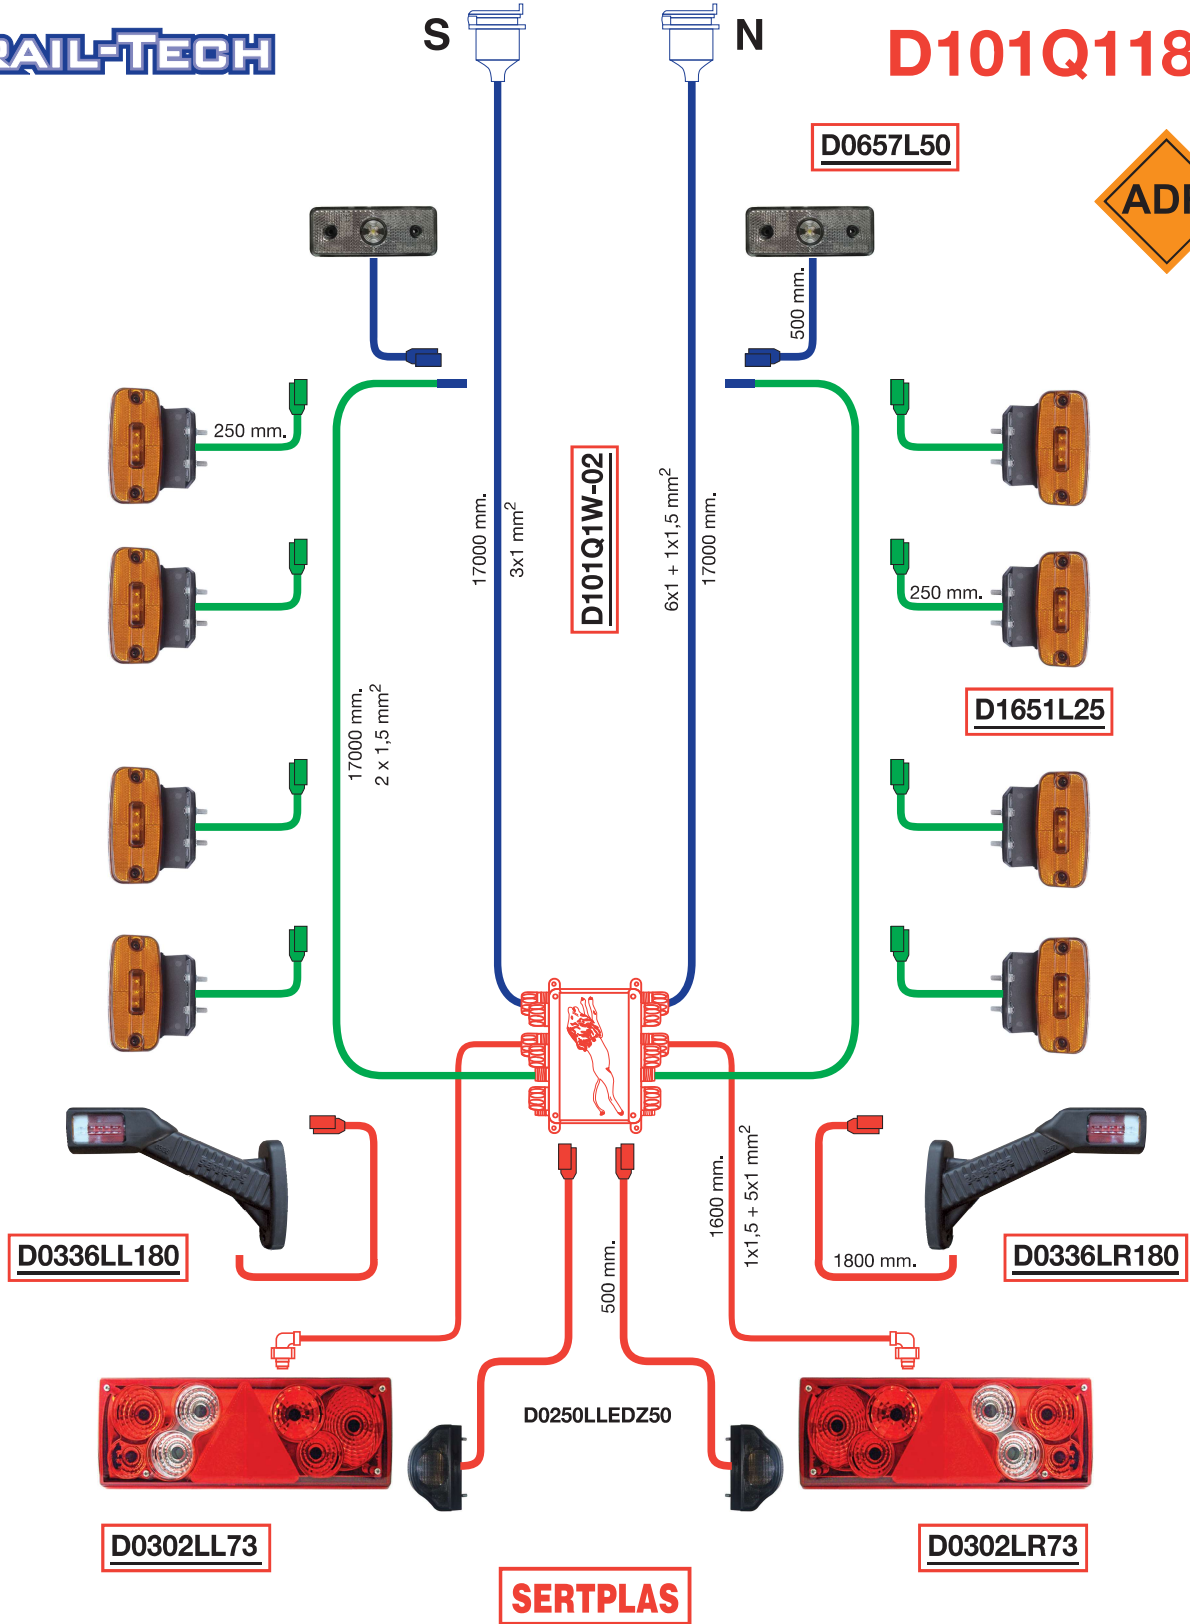 RAIL-TECH
S
N
D101Q118
D0657L50
ADR
500 mm.
250 mm.
D101Q1W-02
17000 mm.
3x1 mm²
6x1 + 1x1,5 mm²
17000 mm.
250 mm.
D1651L25
17000 mm.
2 x 1,5 mm²
1600 mm.
1x1,5 + 5x1 mm²
D0336LL180
500 mm.
1800 mm.
D0336LR180
D0250LLEDZ50
D0302LL73
D0302LR73
SERTPLAS